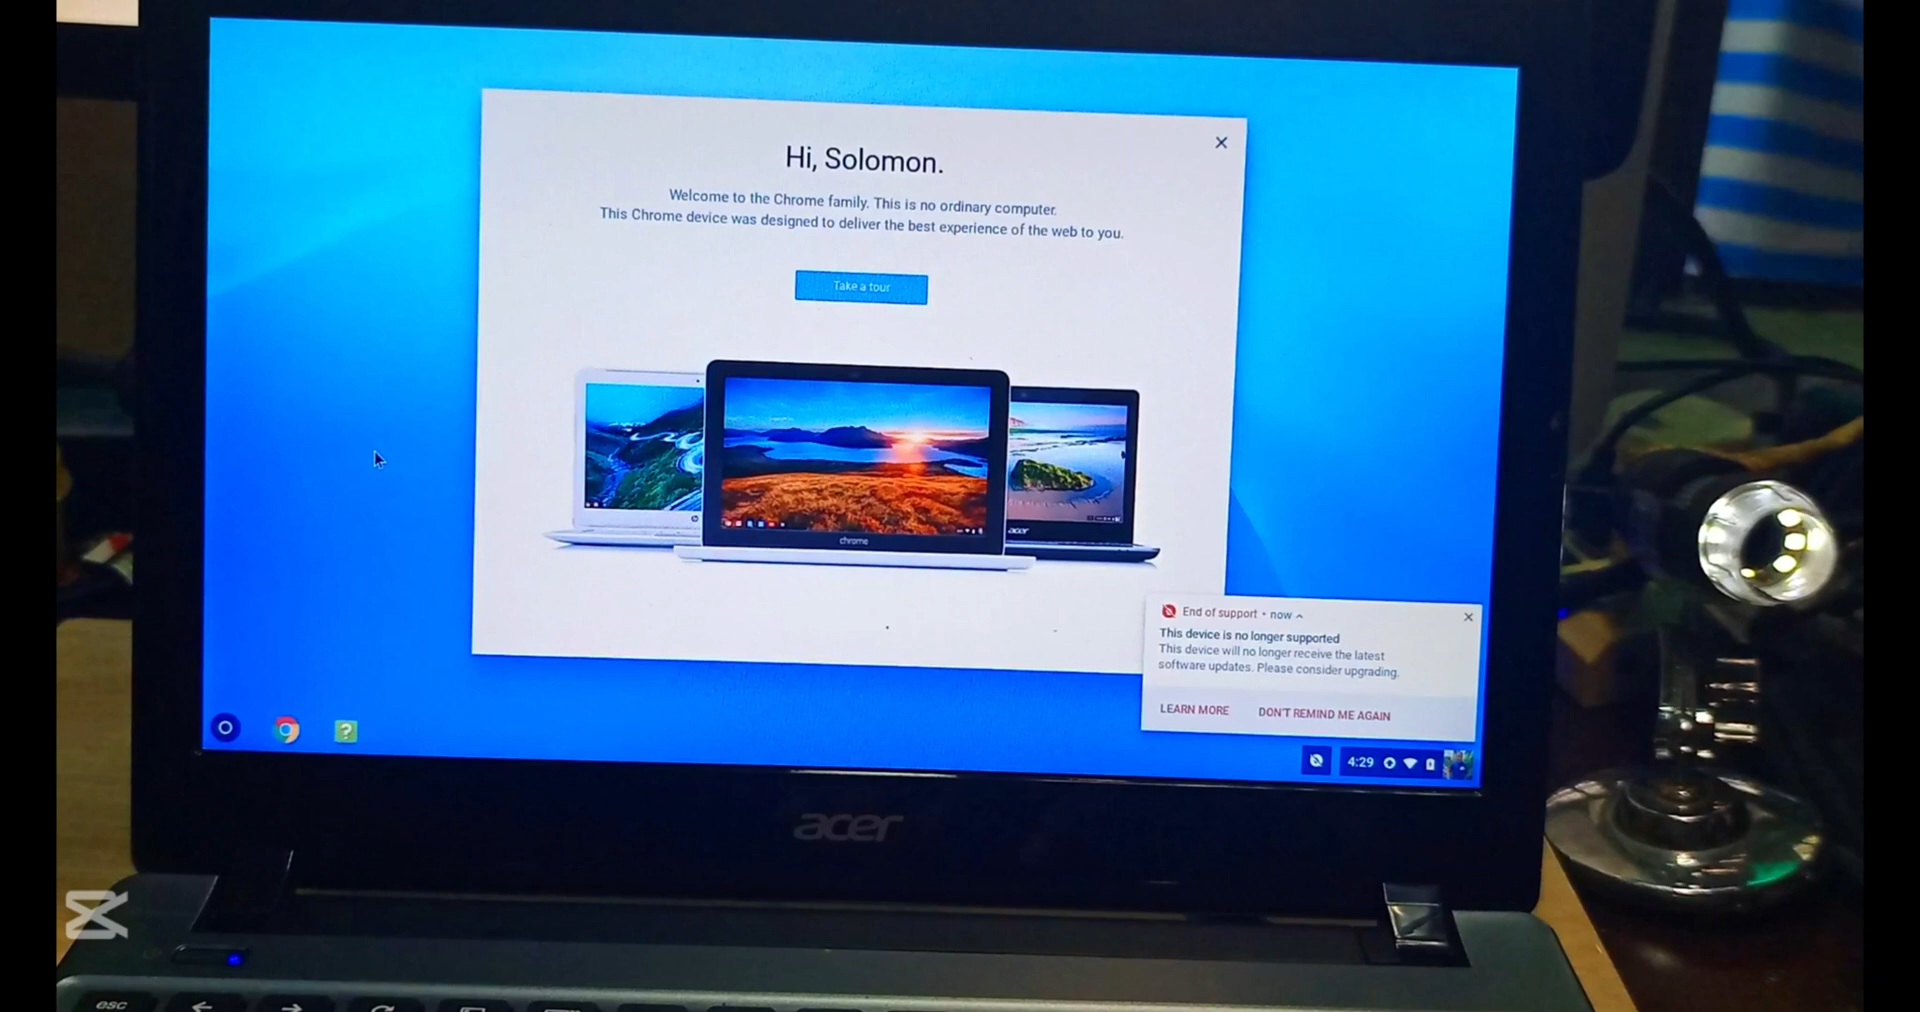 Hi, Solomon.
Welcome to the Chrome family. This is no ordinary computer.
This Chrome device was designed to deliver the best experience of the web to you.
Take a tour
chrome
acer
End of support • now
This device is no longer supported
This device will no longer receive the latest
software updates. Please consider upgrading.
LEARN MORE DON'T REMIND ME AGAIN
?
4:29
acer
esc